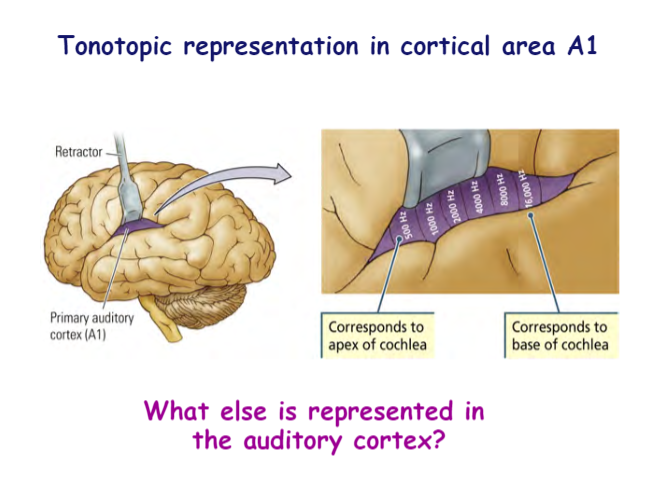 Tonotopic representation in cortical area A1
Retractor
Primary auditory
cortex (A1)
500 Hz
1000 Hz
2000 Hz
4000 Hz
8000 Hz
16,000 Hz
Corresponds to
apex of cochlea
Corresponds to
base of cochlea
What else is represented in
the auditory cortex?